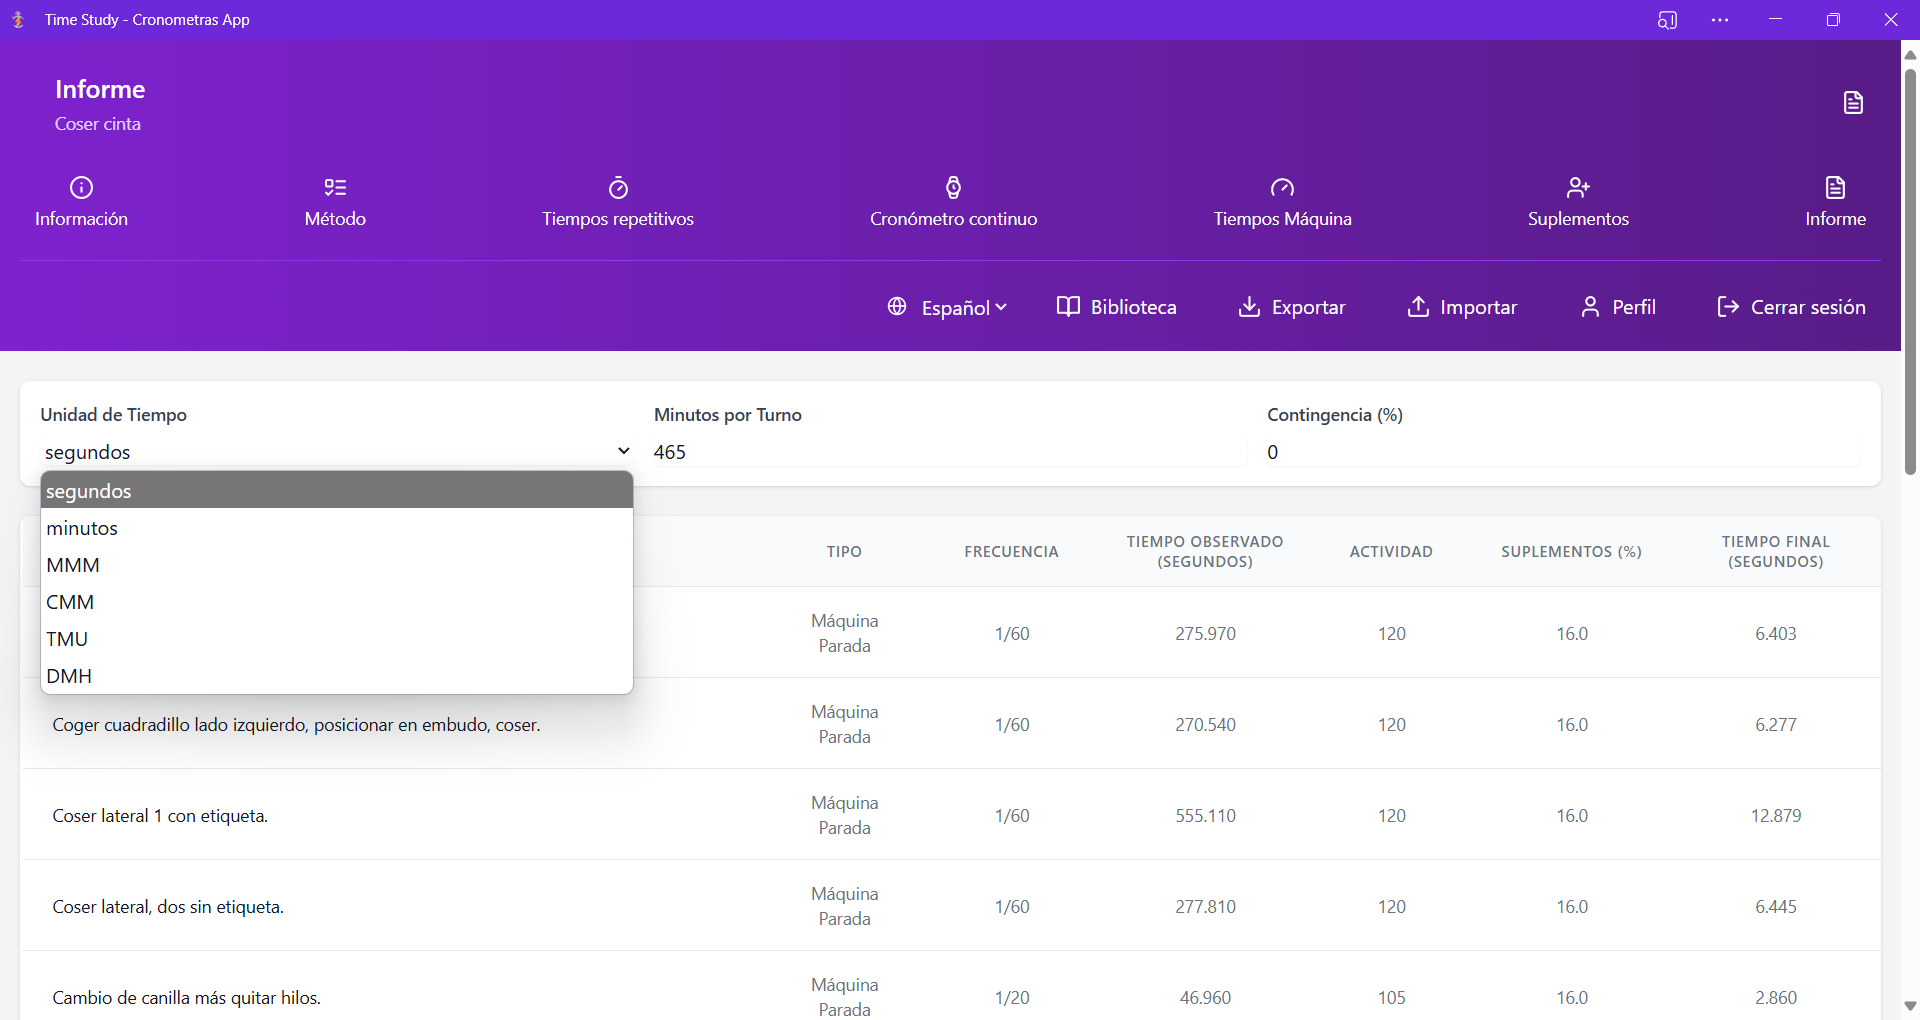 Time Study - Cronometras App
Informe
Coser cinta
Información
Método
Tiempos repetitivos
Cronómetro continuo
Tiempos Máquina
Suplementos
Informe
Español
Biblioteca
Exportar
Importar
Perfil
Cerrar sesión
Unidad de Tiempo
Minutos por Turno
Contingencia (%)
segundos
465
0
segundos
minutos
MMM
CMM
TMU
DMH
TIPO
FRECUENCIA
TIEMPO OBSERVADO
(SEGUNDOS)
ACTIVIDAD
SUPLEMENTOS (%)
TIEMPO FINAL
(SEGUNDOS)
Máquina
Parada
1/60
275.970
120
16.0
6.403
Coger cuadradillo lado izquierdo, posicionar en embudo, coser.
Máquina
Parada
1/60
270.540
120
16.0
6.277
Coser lateral 1 con etiqueta.
Máquina
Parada
1/60
555.110
120
16.0
12.879
Coser lateral, dos sin etiqueta.
Máquina
Parada
1/60
277.810
120
16.0
6.445
Cambio de canilla más quitar hilos.
Máquina
Parada
1/20
46.960
105
16.0
2.860